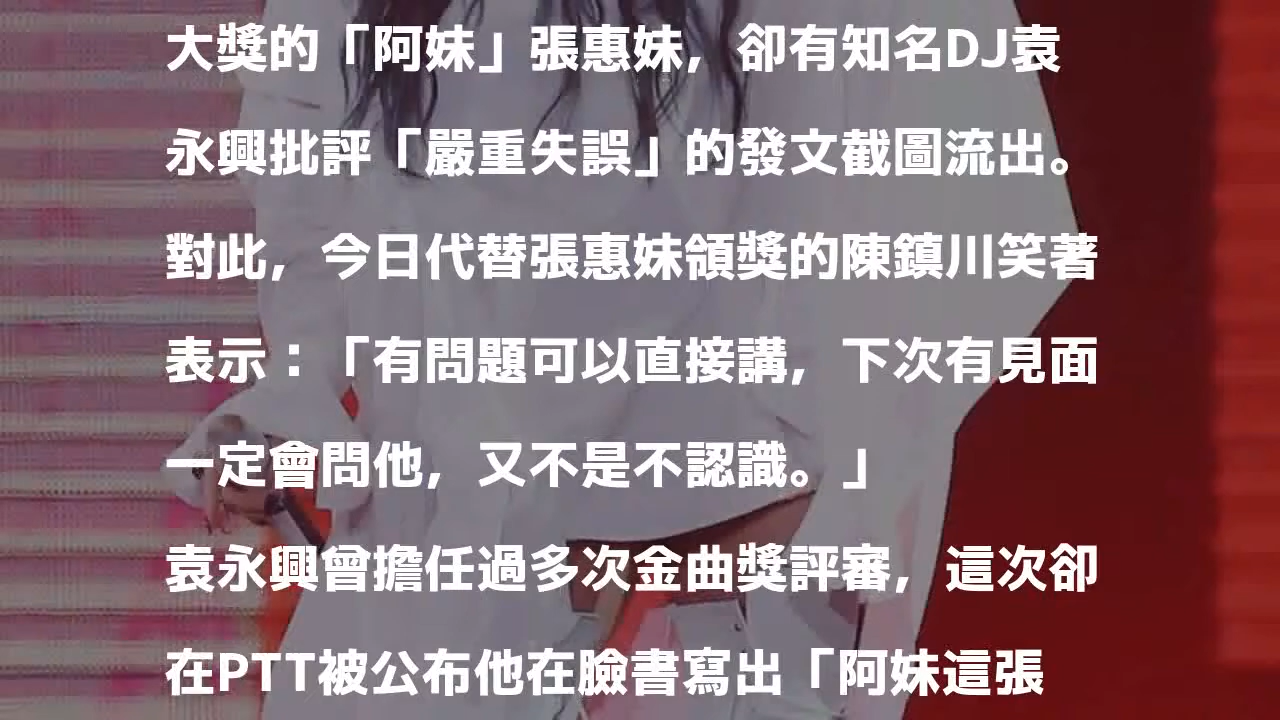 大獎的「阿妹」張惠妹，卻有知名DJ袁
永興批評「嚴重失誤」的發文截圖流出。
對此，今日代替張惠妹領獎的陳鎮川笑著
表示：「有問題可以直接講，下次有見面
一定會問他，又不是不認識。」
袁永興曾擔任過多次金曲獎評審，這次卻
在PTT被公布他在臉書寫出「阿妹這張